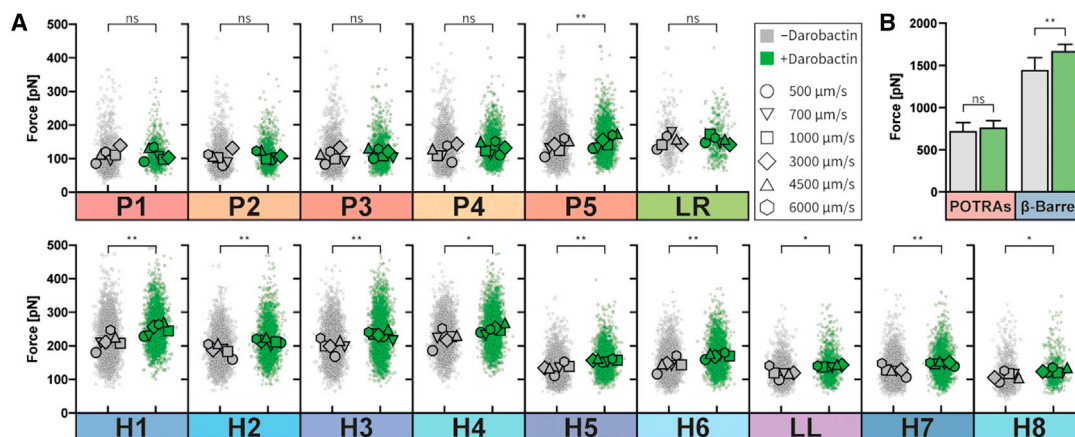 A
B
ns
ns
ns
ns
**
ns
Force [pN]
500
400
300
200
100
0
P1
P2
P3
P4
P5
LR
−Darobactin
+Darobactin
500 μm/s
700 μm/s
1000 μm/s
3000 μm/s
4500 μm/s
6000 μm/s
Force [pN]
2000
1500
1000
500
0
ns
**
POTRAs
β-Barrel
**
**
**
*
**
**
*
**
*
Force [pN]
500
400
300
200
100
0
H1
H2
H3
H4
H5
H6
LL
H7
H8